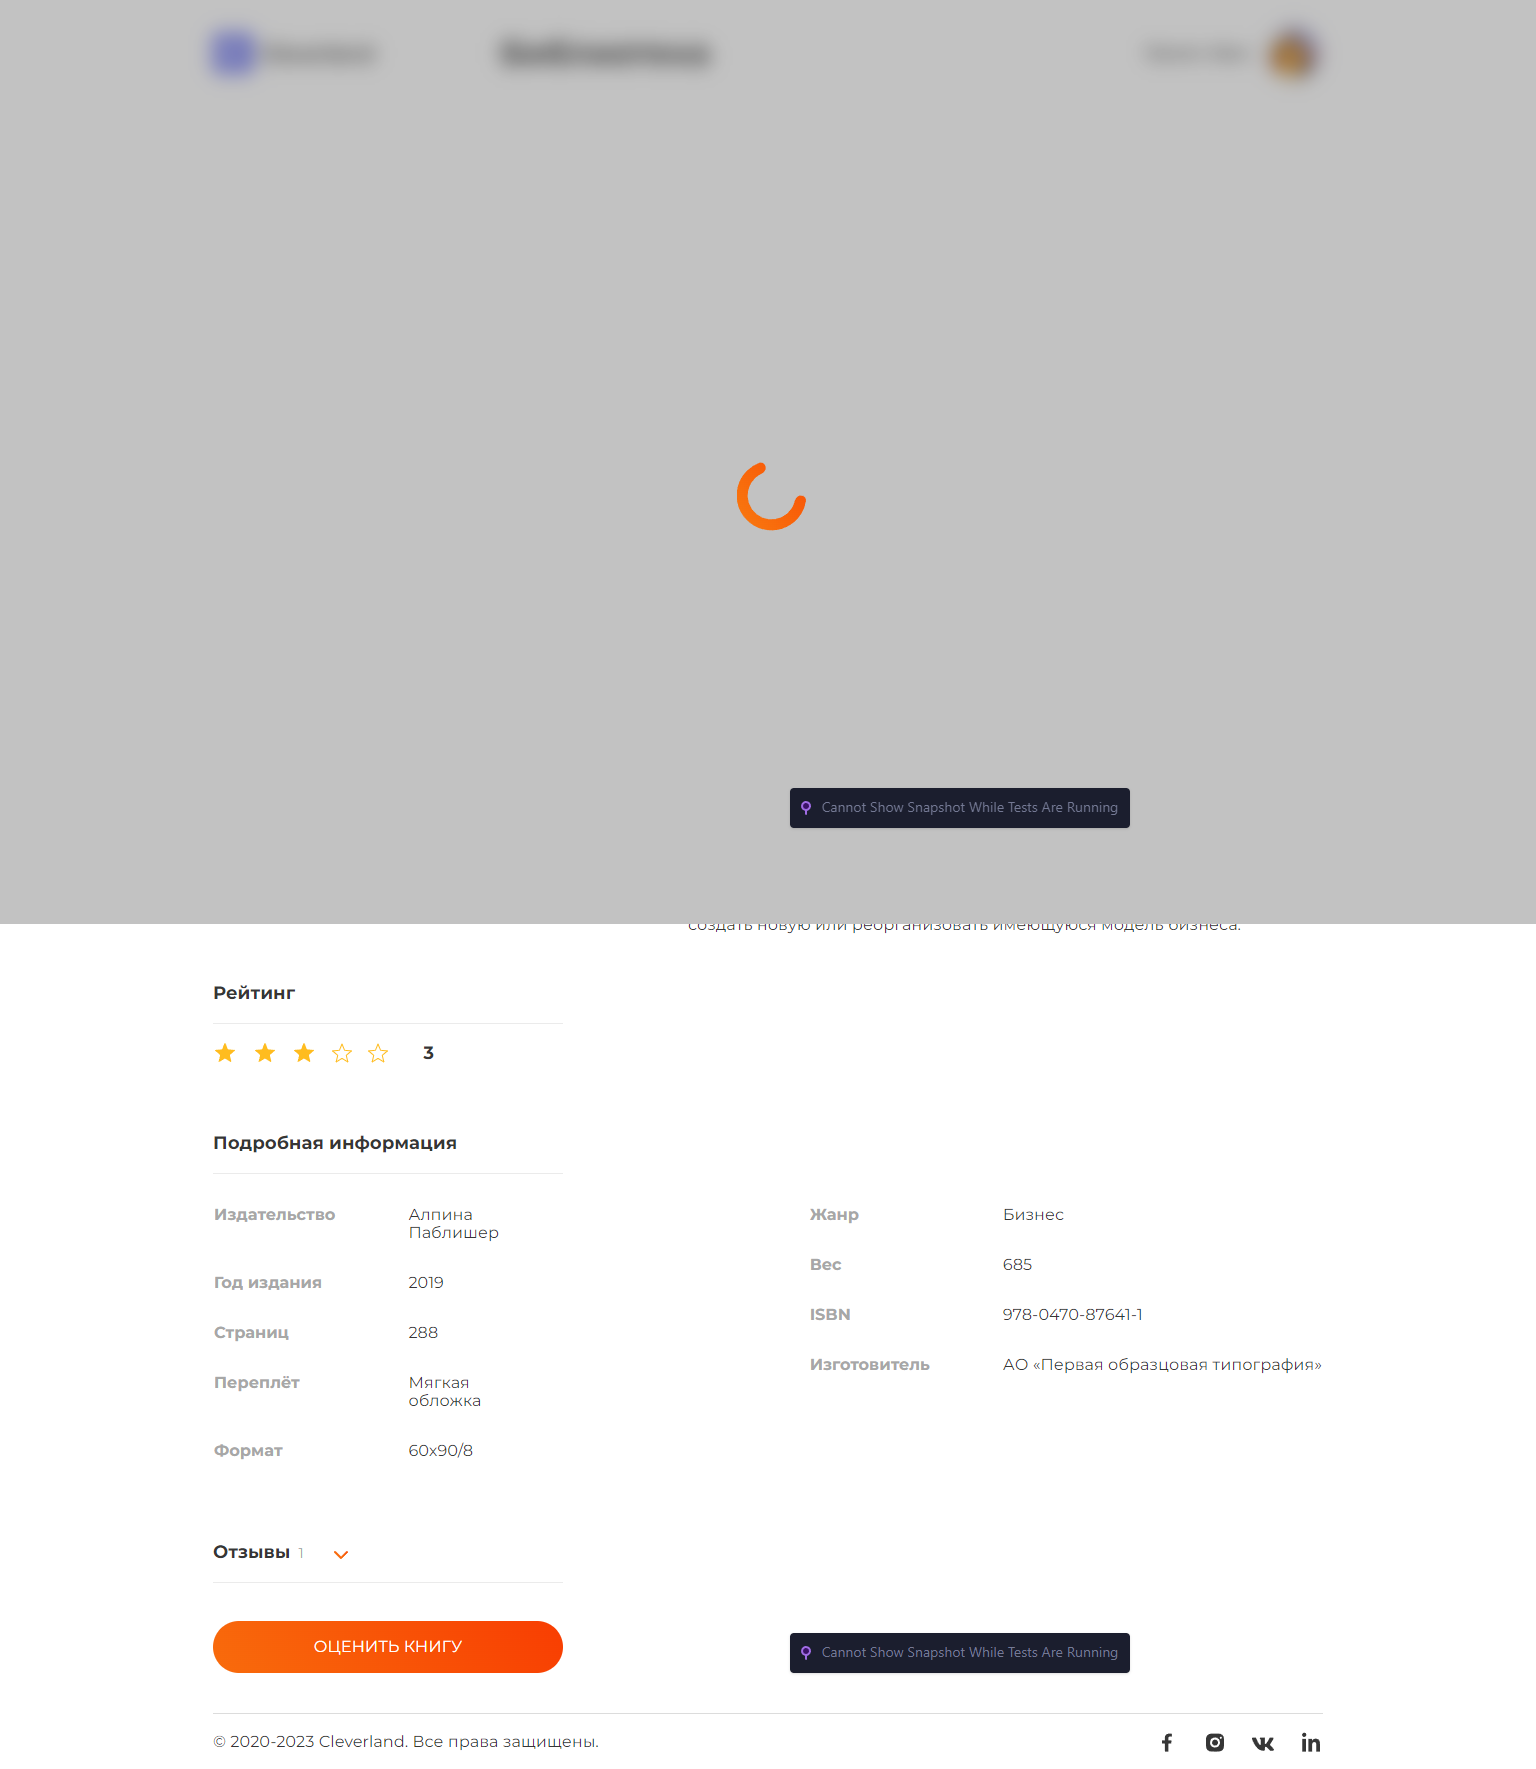 Cannot Show Snapshot While Tests Are Running
создать новую или реорганизовать имеющуюся модель бизнеса.
Рейтинг
3
Подробная информация
Издательство
Алпина
Паблишер
Год издания
2019
Страниц
288
Переплёт
Мягкая
обложка
Формат
60x90/8
Жанр
Бизнес
Вес
685
ISBN
978-0470-87641-1
Изготовитель
АО «Первая образцовая типография»
Отзывы 1
ОЦЕНИТЬ КНИГУ
Cannot Show Snapshot While Tests Are Running
© 2020-2023 Cleverland. Все права защищены.